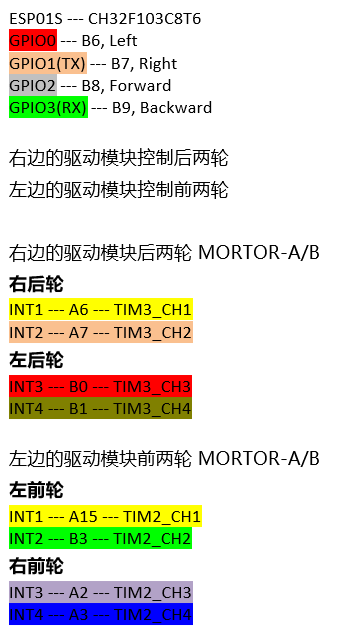 ESP01S --- CH32F103C8T6
GPIO0 --- B6, Left
GPIO1(TX) --- B7, Right
GPIO2 --- B8, Forward
GPIO3(RX) --- B9, Backward
右边的驱动模块控制后两轮
左边的驱动模块控制前两轮
右边的驱动模块后两轮 MORTOR-A/B
右后轮
INT1 --- A6 --- TIM3_CH1
INT2 --- A7 --- TIM3_CH2
左后轮
INT3 --- B0 --- TIM3_CH3
INT4 --- B1 --- TIM3_CH4
左边的驱动模块前两轮 MORTOR-A/B
左前轮
INT1 --- A15 --- TIM2_CH1
INT2 --- B3 --- TIM2_CH2
右前轮
INT3 --- A2 --- TIM2_CH3
INT4 --- A3 --- TIM2_CH4